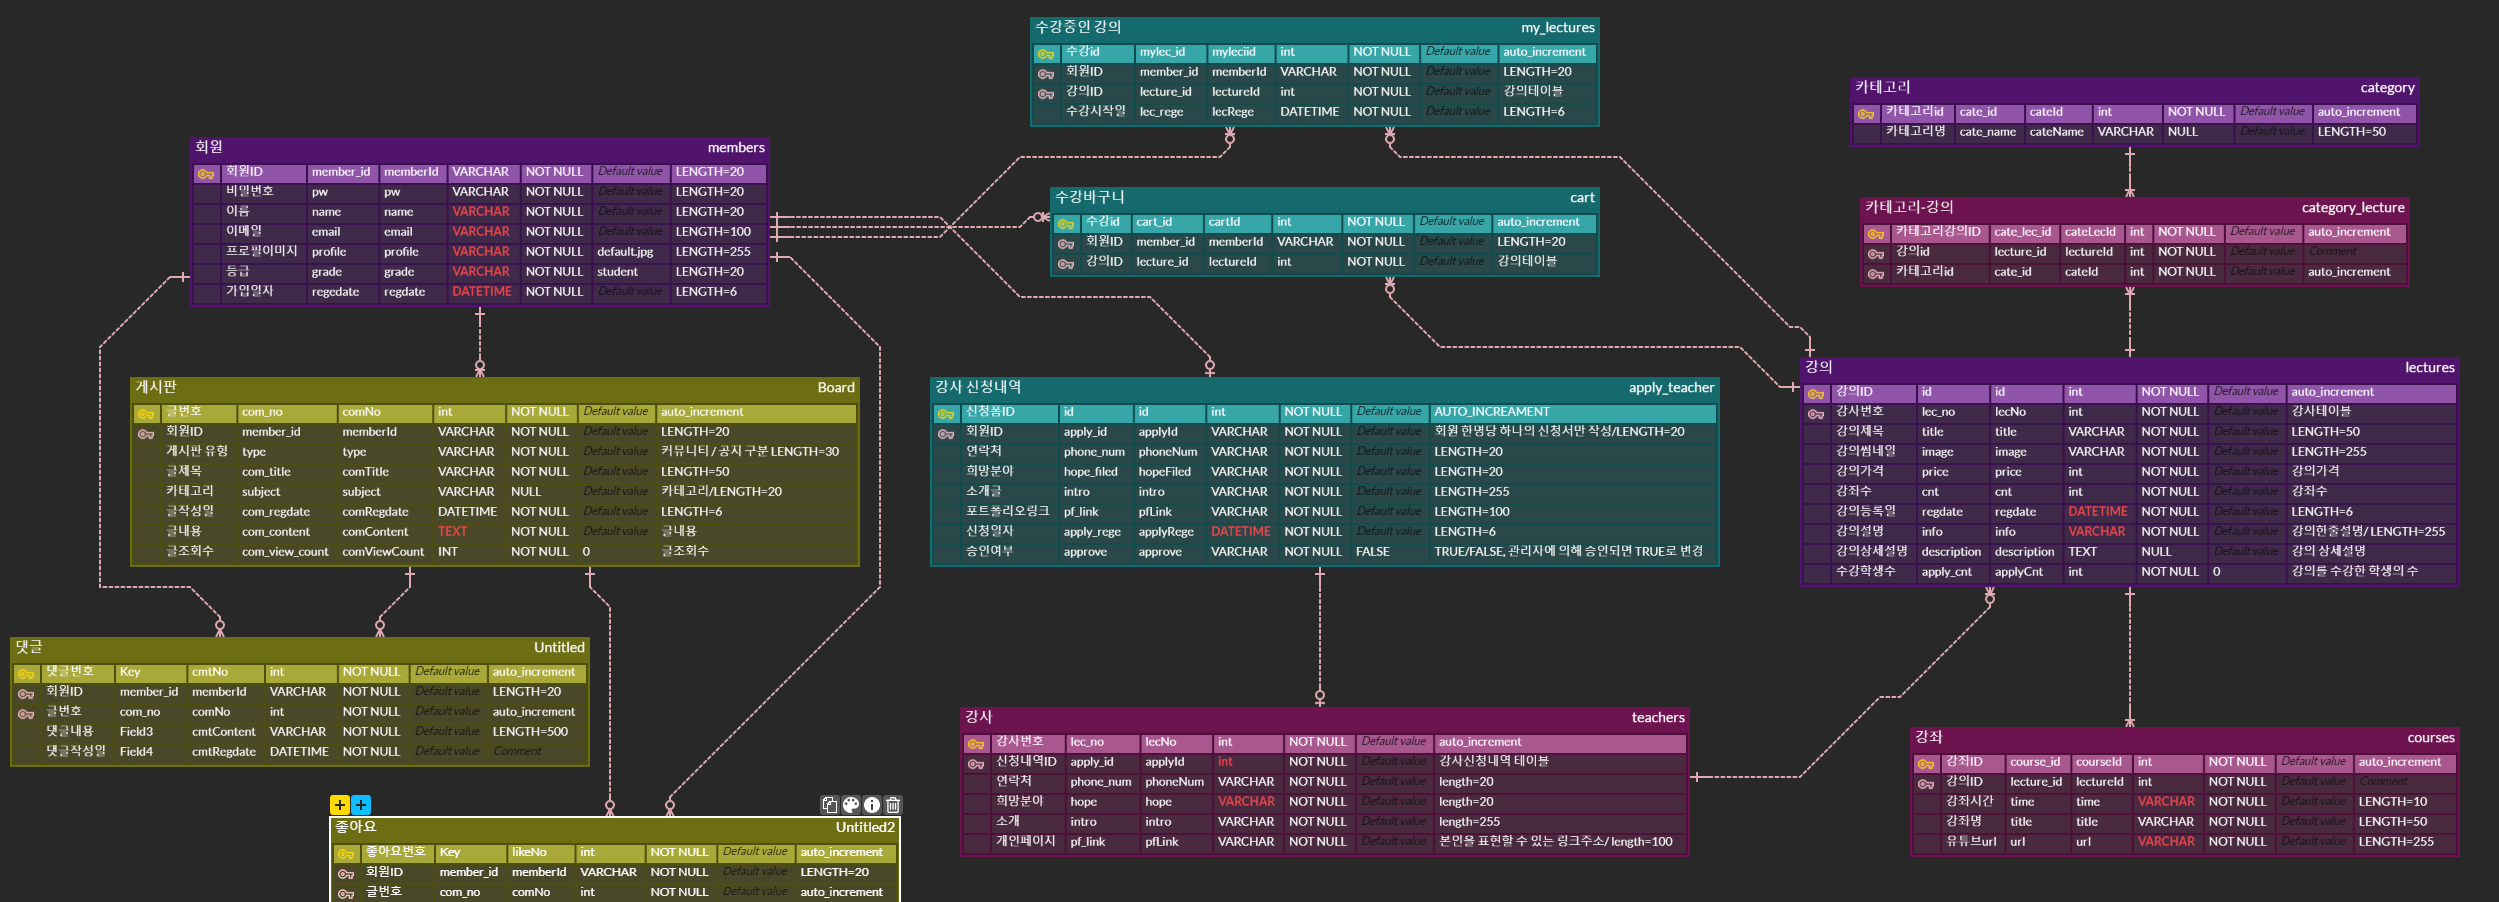 수강중인 강의 my_lectures
수강id mylec_id myleciid int NOT NULL Default value auto_increment
회원ID member_id memberId VARCHAR NOT NULL Default value LENGTH=20
강의ID lecture_id lectureId int NOT NULL Default value 강의테이블
수강시작일 lec_rege lecRege DATETIME NOT NULL Default value LENGTH=6
카테고리 category
카테고리id cate_id cateId int NOT NULL Default value auto_increment
카테고리명 cate_name cateName VARCHAR NULL Default value LENGTH=50
회원 members
회원ID member_id memberId VARCHAR NOT NULL Default value LENGTH=20
비밀번호 pw pw VARCHAR NOT NULL Default value LENGTH=20
이름 name name VARCHAR NOT NULL Default value LENGTH=20
이메일 email email VARCHAR NOT NULL Default value LENGTH=100
프로필이미지 profile profile VARCHAR NOT NULL default.jpg LENGTH=255
등급 grade grade VARCHAR NOT NULL student LENGTH=20
가입일자 regedate regdate DATETIME NOT NULL Default value LENGTH=6
수강바구니 cart
수강id cart_id cartId int NOT NULL Default value auto_increment
회원ID member_id memberId VARCHAR NOT NULL Default value LENGTH=20
강의ID lecture_id lectureId int NOT NULL Default value 강의테이블
카테고리-강의 category_lecture
카테고리강의ID cate_lec_id cateLecId int NOT NULL Default value auto_increment
강의id lecture_id lectureId int NOT NULL Default value Comment
카테고리id cate_id cateId int NOT NULL Default value auto_increment
게시판 Board
글번호 com_no comNo int NOT NULL Default value auto_increment
회원ID member_id memberId VARCHAR NOT NULL Default value LENGTH=20
게시판 유형 type type VARCHAR NOT NULL Default value 커뮤니티 / 공지 구분 LENGTH=30
글제목 com_title comTitle VARCHAR NOT NULL Default value LENGTH=50
카테고리 subject subject VARCHAR NULL Default value 카테고리/LENGTH=20
글작성일 com_regdate comRegdate DATETIME NOT NULL Default value LENGTH=6
글내용 com_content comContent TEXT NOT NULL Default value 글내용
글조회수 com_view_count comViewCount INT NOT NULL 0 글조회수
강사 신청내역 apply_teacher
신청폼ID id id int NOT NULL Default value AUTO_INCREAMENT
회원ID apply_id applyId VARCHAR NOT NULL Default value 회원 한명당 하나의 신청서만 작성/LENGTH=20
연락처 phone_num phoneNum VARCHAR NOT NULL Default value LENGTH=20
희망분야 hope_filed hopeFiled VARCHAR NOT NULL Default value LENGTH=20
소개글 intro intro VARCHAR NOT NULL Default value LENGTH=255
포트폴리오링크 pf_link pfLink VARCHAR NOT NULL Default value LENGTH=100
신청일자 apply_rege applyRege DATETIME NOT NULL Default value LENGTH=6
승인여부 approve approve VARCHAR NOT NULL FALSE TRUE/FALSE, 관리자에 의해 승인되면 TRUE로 변경
강의 lectures
강의ID id id int NOT NULL Default value auto_increment
강사번호 lec_no lecNo int NOT NULL Default value 강사테이블
강의제목 title title VARCHAR NOT NULL Default value LENGTH=50
강의썸네일 image image VARCHAR NOT NULL Default value LENGTH=255
강의가격 price price int NOT NULL Default value 강의가격
강좌수 cnt cnt int NOT NULL Default value 강좌수
강의등록일 regdate regdate DATETIME NOT NULL Default value LENGTH=6
강의설명 info info VARCHAR NOT NULL Default value 강의한줄설명/ LENGTH=255
강의상세설명 description description TEXT NULL Default value 강의 상세설명
수강학생수 apply_cnt applyCnt int NOT NULL 0 강의를 수강한 학생의 수
댓글 Untitled
댓글번호 Key cmtNo int NOT NULL Default value auto_increment
회원ID member_id memberId VARCHAR NOT NULL Default value LENGTH=20
글번호 com_no comNo int NOT NULL Default value auto_increment
댓글내용 Field3 cmtContent VARCHAR NOT NULL Default value LENGTH=500
댓글작성일 Field4 cmtRegdate DATETIME NOT NULL Default value Comment
강사 teachers
강사번호 lec_no lecNo int NOT NULL Default value auto_increment
신청내역ID apply_id applyId int NOT NULL Default value 강사신청내역 테이블
연락처 phone_num phoneNum VARCHAR NOT NULL Default value length=20
희망분야 hope hope VARCHAR NOT NULL Default value length=20
소개 intro intro VARCHAR NOT NULL Default value length=255
개인페이지 pf_link pfLink VARCHAR NOT NULL Default value 본인을 표현할 수 있는 링크주소/ length=100
강좌 courses
강좌ID course_id courseId int NOT NULL Default value auto_increment
강의ID lecture_id lectureId int NOT NULL Default value Comment
강좌시간 time time VARCHAR NOT NULL Default value LENGTH=10
강좌명 title title VARCHAR NOT NULL Default value LENGTH=50
유튜브url url url VARCHAR NOT NULL Default value LENGTH=255
좋아요 Untitled2
좋아요번호 Key likeNo int NOT NULL Default value auto_increment
회원ID member_id memberId VARCHAR NOT NULL Default value LENGTH=20
글번호 com_no comNo int NOT NULL Default value auto_increment